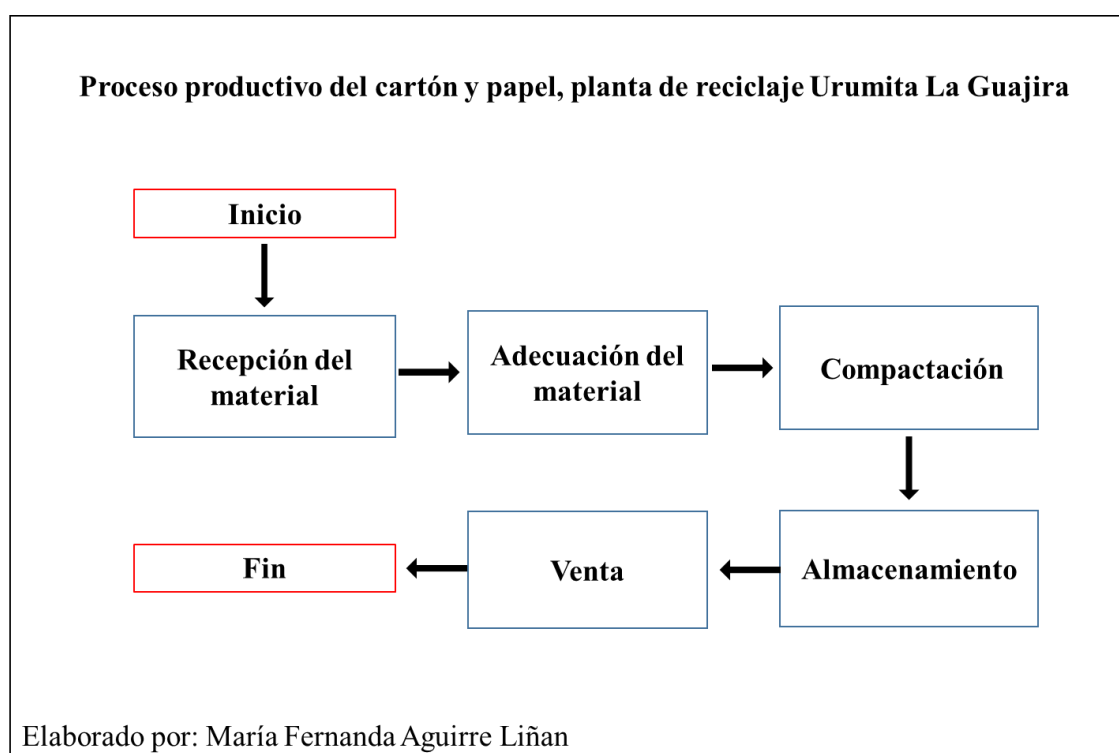 Proceso productivo del cartón y papel, planta de reciclaje Urumita La Guajira
Inicio
Recepción del
material
Adecuación del
material
Compactación
Almacenamiento
Venta
Fin
Elaborado por: María Fernanda Aguirre Liñan